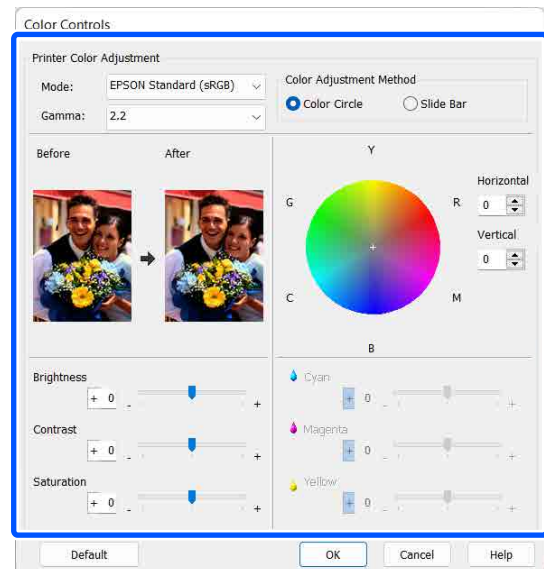 Color Controls
Printer Color Adjustment
Mode: EPSON Standard (sRGB)
Gamma: 2.2
Color Adjustment Method
Color Circle Slide Bar
Before After
Y
G R
C M
B
Horizontal
0
Vertical
0
Brightness
+ 0 - +
Contrast
+ 0 - +
Saturation
+ 0 - +
Cyan
+ 0 - +
Magenta
+ 0 - +
Yellow
+ 0 - +
Default OK Cancel Help